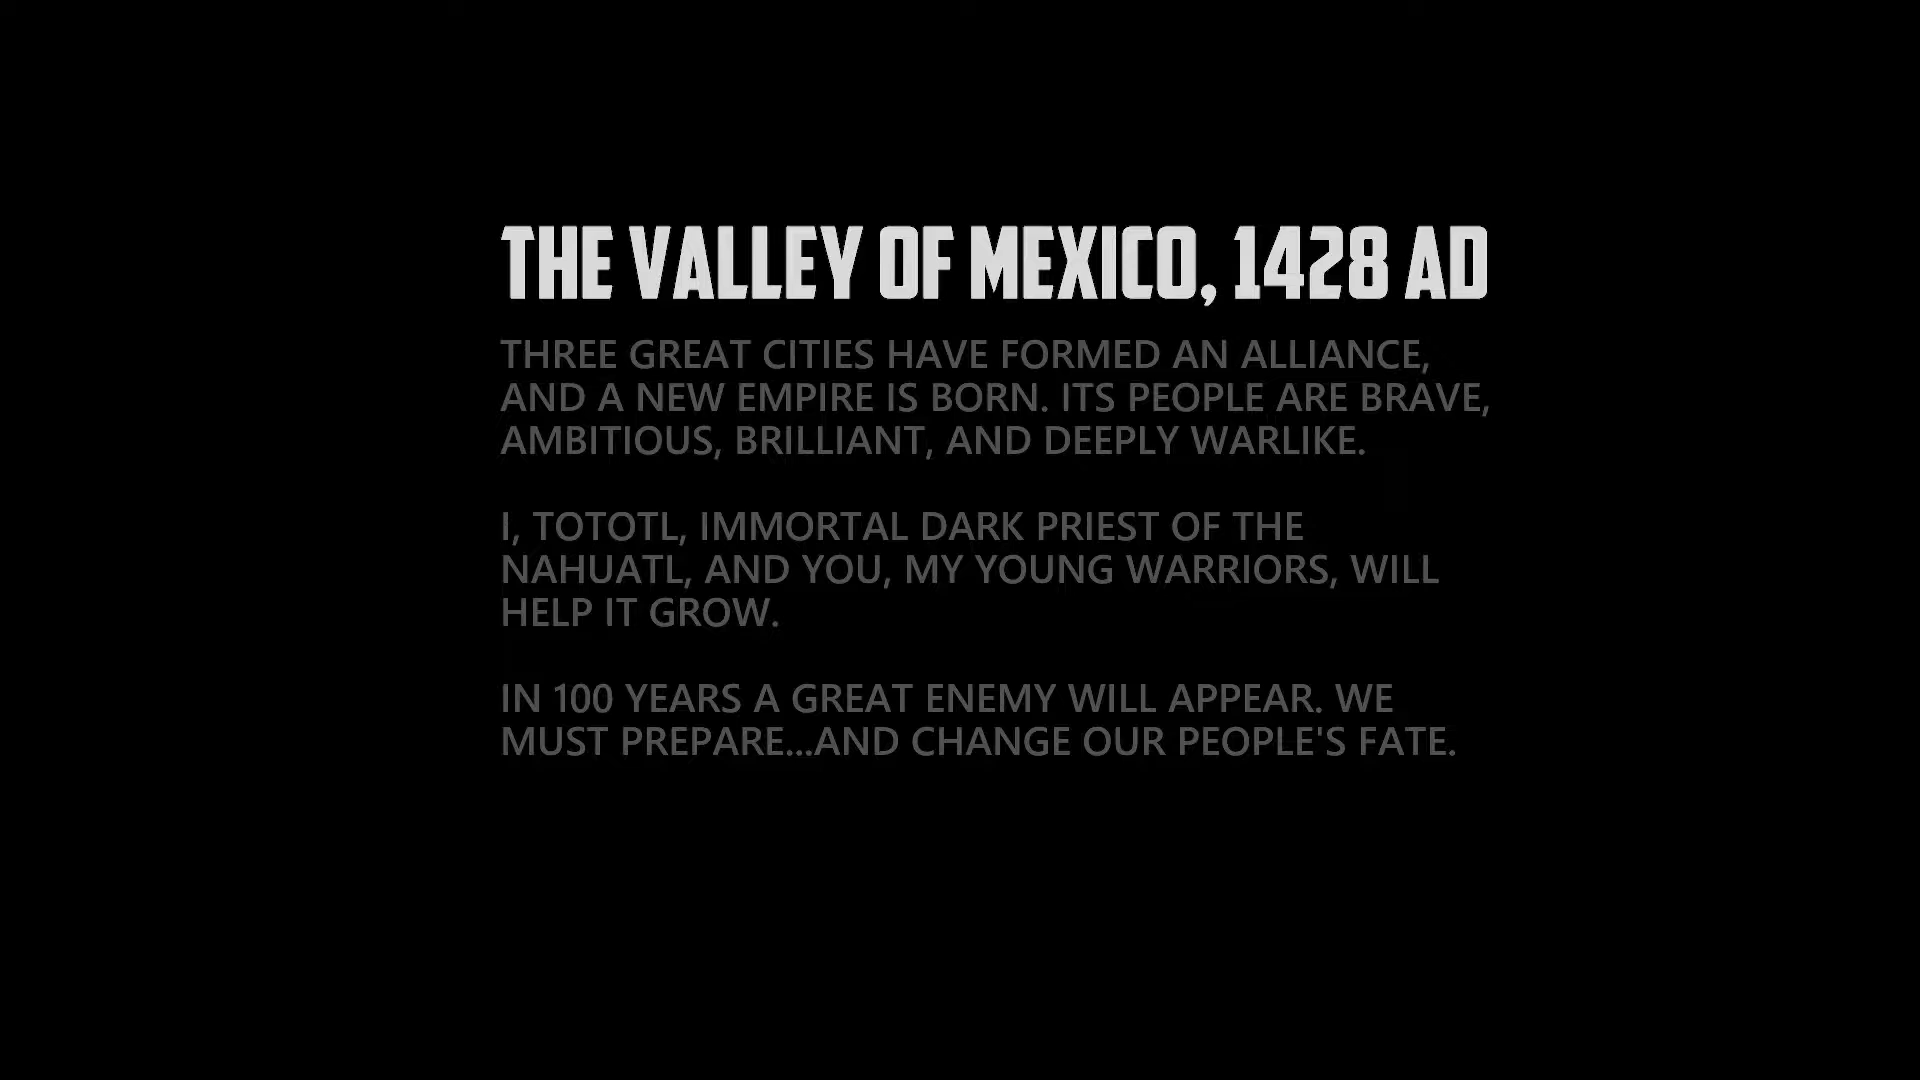 THE VALLEY OF MEXICO, 1428 AD
THREE GREAT CITIES HAVE FORMED AN ALLIANCE,
AND A NEW EMPIRE IS BORN. ITS PEOPLE ARE BRAVE,
AMBITIOUS, BRILLIANT, AND DEEPLY WARLIKE.
I, TOTOTL, IMMORTAL DARK PRIEST OF THE
NAHUATL, AND YOU, MY YOUNG WARRIORS, WILL
HELP IT GROW.
IN 100 YEARS A GREAT ENEMY WILL APPEAR. WE
MUST PREPARE...AND CHANGE OUR PEOPLE'S FATE.